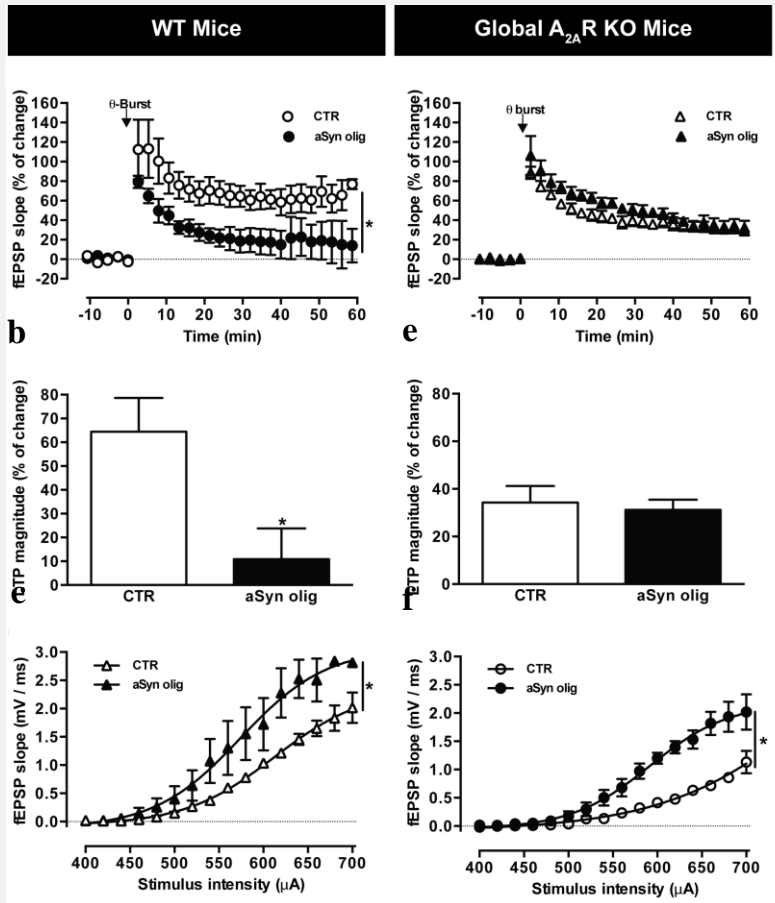 WT Mice
Global A2AR KO Mice
θ-Burst
CTR
aSyn olig
fEPSP slope (% of change)
160
140
120
100
80
60
40
20
0
-20
*
-10 0 10 20 30 40 50 60
Time (min)
θ burst
CTR
aSyn olig
fEPSP slope (% of change)
160
140
120
100
80
60
40
20
0
-20
-10 0 10 20 30 40 50 60
Time (min)
b
e
LTP magnitude (% of change)
80
70
60
50
40
30
20
10
0
*
CTR aSyn olig
LTP magnitude (% of change)
80
60
40
20
0
CTR aSyn olig
c
f
CTR
aSyn olig
fEPSP slope (mV / ms)
3.0
2.5
2.0
1.5
1.0
0.5
0.0
*
400 450 500 550 600 650 700
Stimulus intensity (μA)
CTR
aSyn olig
fEPSP slope (mV / ms)
3.0
2.5
2.0
1.5
1.0
0.5
0.0
*
400 450 500 550 600 650 700
Stimulus intensity (μA)